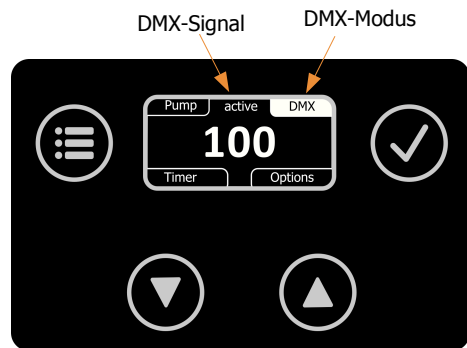 DMX-Signal DMX-Modus
Pump active DMX
100
Timer Options